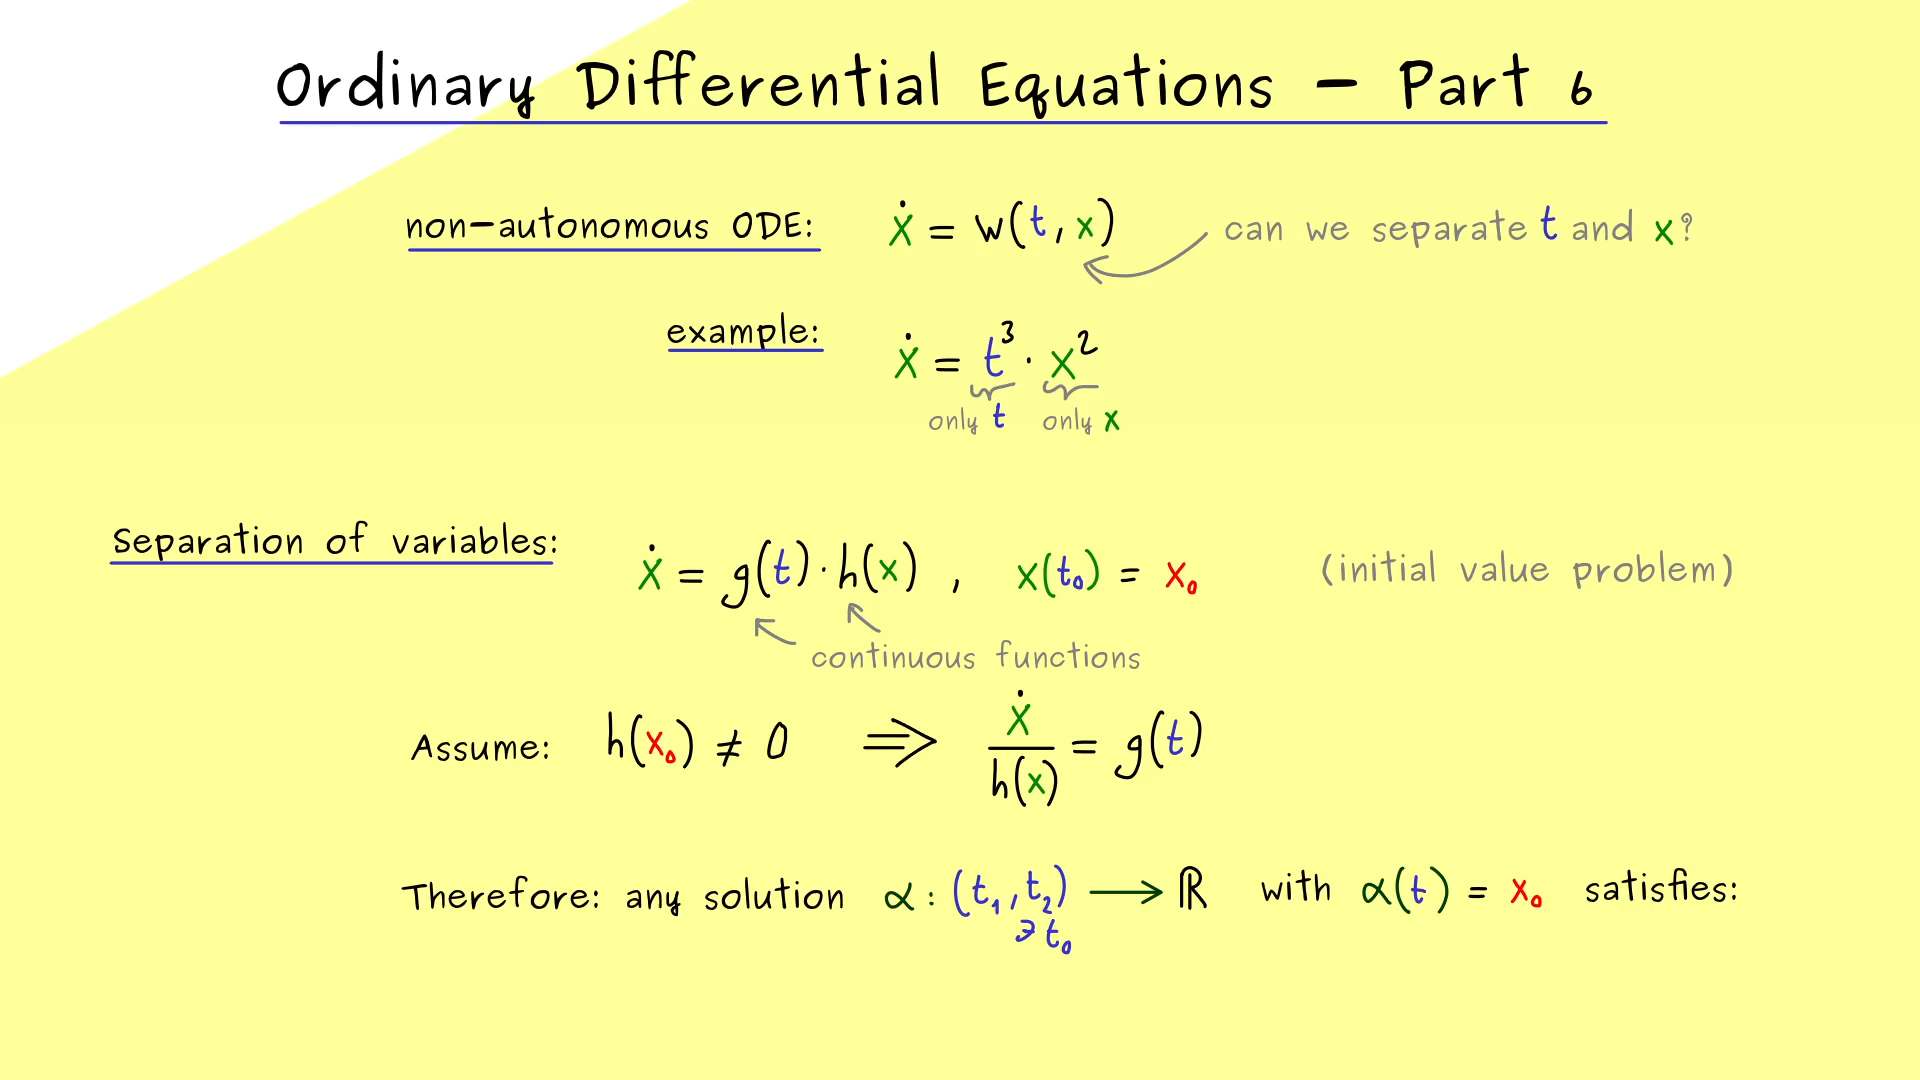 Ordinary Differential Equations – Part 6
non-autonomous ODE: ẋ = w(t, x) can we separate t and x?
example: ẋ = t³ · x²
only t only x
Separation of variables: ẋ = g(t) · h(x) , x(t₀) = x₀ (initial value problem)
continuous functions
Assume: h(x₀) ≠ 0 ⟹ ẋ/h(x) = g(t)
Therefore: any solution α : (t₁, t₂) ⟶ ℝ with α(t) = x₀ satisfies:
∋ t₀